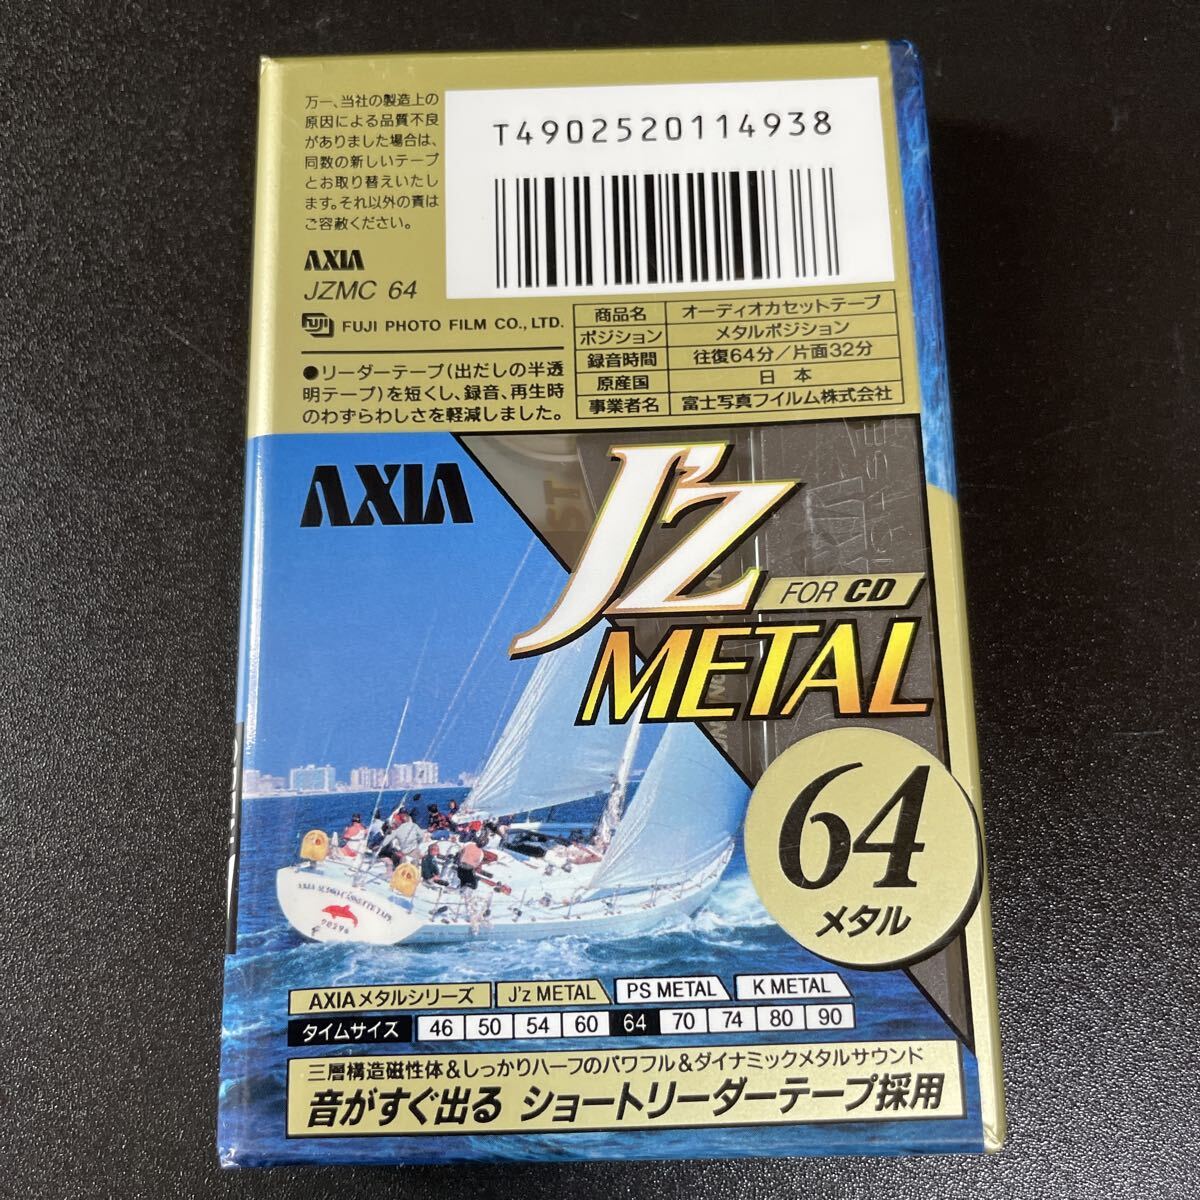 万一、当社の製造上の
原因による品質不良
がありました場合は、
同数の新しいテープ
とお取り替えいたし
ます。それ以外の責は
ご容赦ください。
AXIA
JZMC 64
FUJI FUJI PHOTO FILM CO., LTD.
●リーダーテープ(出だしの半透
明テープ)を短くし、録音、再生時
のわずらわしさを軽減しました。
T4902520114938
商品名 オーディオカセットテープ
ポジション メタルポジション
録音時間 往復64分/片面32分
原産国 日本
事業者名 富士写真フイルム株式会社
AXIA
J'z
FOR CD
METAL
64
メタル
AXIA AUDIO CASSETTE TAPE
AXIAメタルシリーズ J'z METAL PS METAL K METAL
タイムサイズ 46 50 54 60 64 70 74 80 90
三層構造磁性体&しっかりハーフのパワフル&ダイナミックメタルサウンド
音がすぐ出る ショートリーダーテープ採用